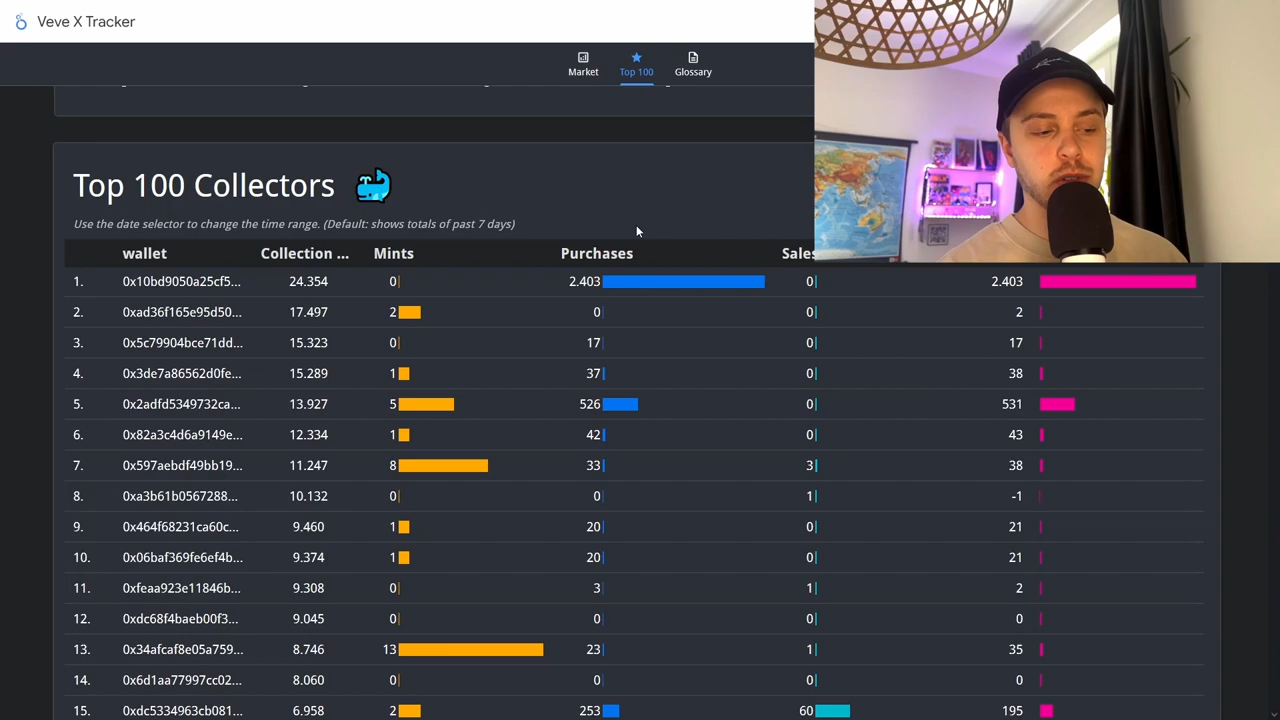 Veve X Tracker
Market
Top 100
Glossary
Top 100 Collectors
Use the date selector to change the time range. (Default: shows totals of past 7 days)
wallet Collection ... Mints Purchases Sales
1. 0x10bd9050a25cf5... 24.354 0 2.403 0 2.403
2. 0xad36f165e95d50... 17.497 2 0 0 2
3. 0x5c79904bce71dd... 15.323 0 17 0 17
4. 0x3de7a86562d0fe... 15.289 1 37 0 38
5. 0x2adfd5349732ca... 13.927 5 526 0 531
6. 0x82a3c4d6a9149e... 12.334 1 42 0 43
7. 0x597aebdf49bb19... 11.247 8 33 3 38
8. 0xa3b61b0567288... 10.132 0 0 1 -1
9. 0x464f68231ca60c... 9.460 1 20 0 21
10. 0x06baf369fe6ef4b... 9.374 1 20 0 21
11. 0xfeaa923e11846b... 9.308 0 3 1 2
12. 0xdc68f4baeb00f3... 9.045 0 0 0 0
13. 0x34afcaf8e05a759... 8.746 13 23 1 35
14. 0x6d1aa77997cc02... 8.060 0 0 0 0
15. 0xdc5334963cb081... 6.958 2 253 60 195